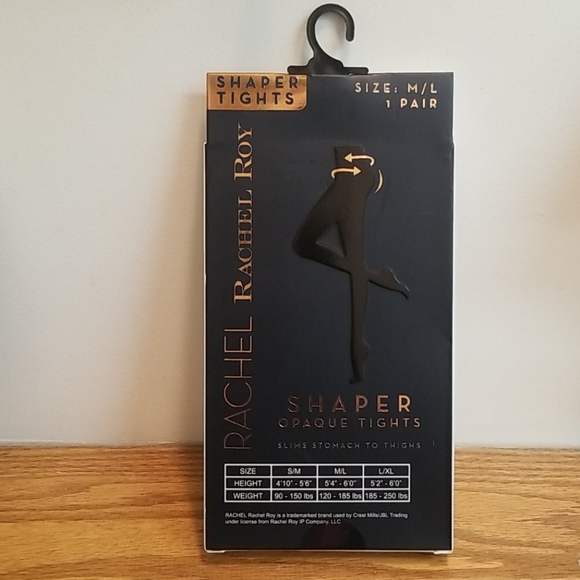 SHAPER
TIGHTS
SIZE: M/L
1 PAIR
RACHEL RACHEL ROY
SHAPER
OPAQUE TIGHTS
SLIMS STOMACH TO THIGHS
SIZE S/M M/L L/XL
HEIGHT 4'10" - 5'6" 5'4" - 6'0" 5'2" - 6'0"
WEIGHT 90 - 150 lbs 120 - 185 lbs 185 - 250 lbs
RACHEL Rachel Roy is a trademarked brand used by Crest Mills/JBL Trading
under license from Rachel Roy IP Company, LLC